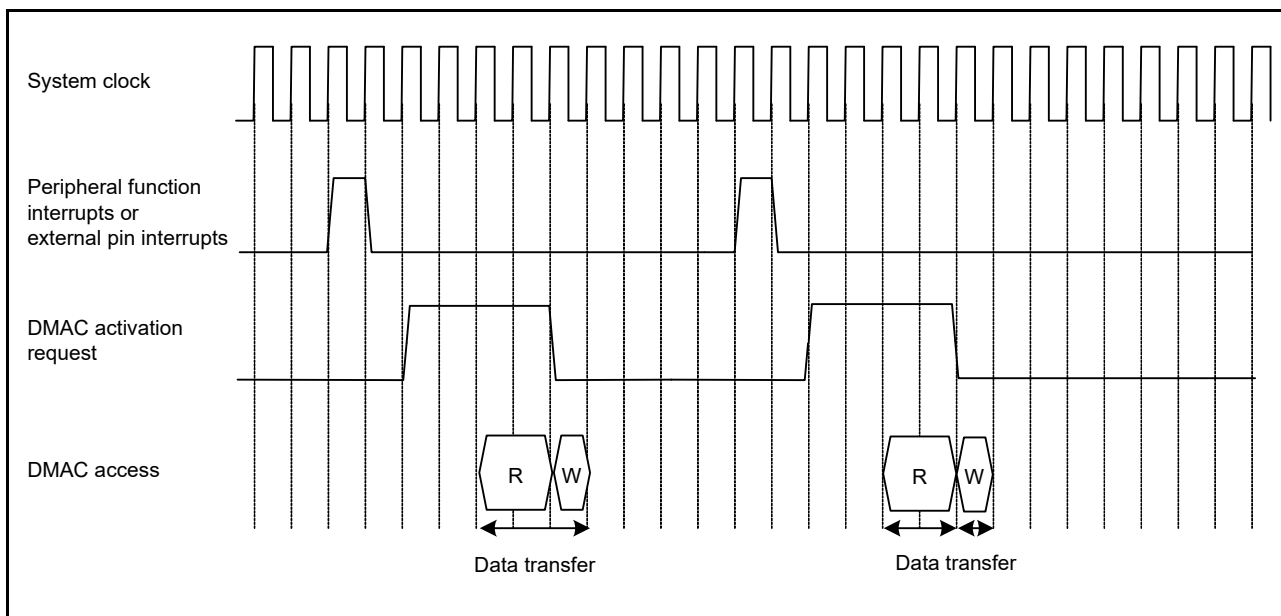 System clock
Peripheral function
interrupts or
external pin interrupts
DMAC activation
request
DMAC access
R
W
R
W
Data transfer
Data transfer